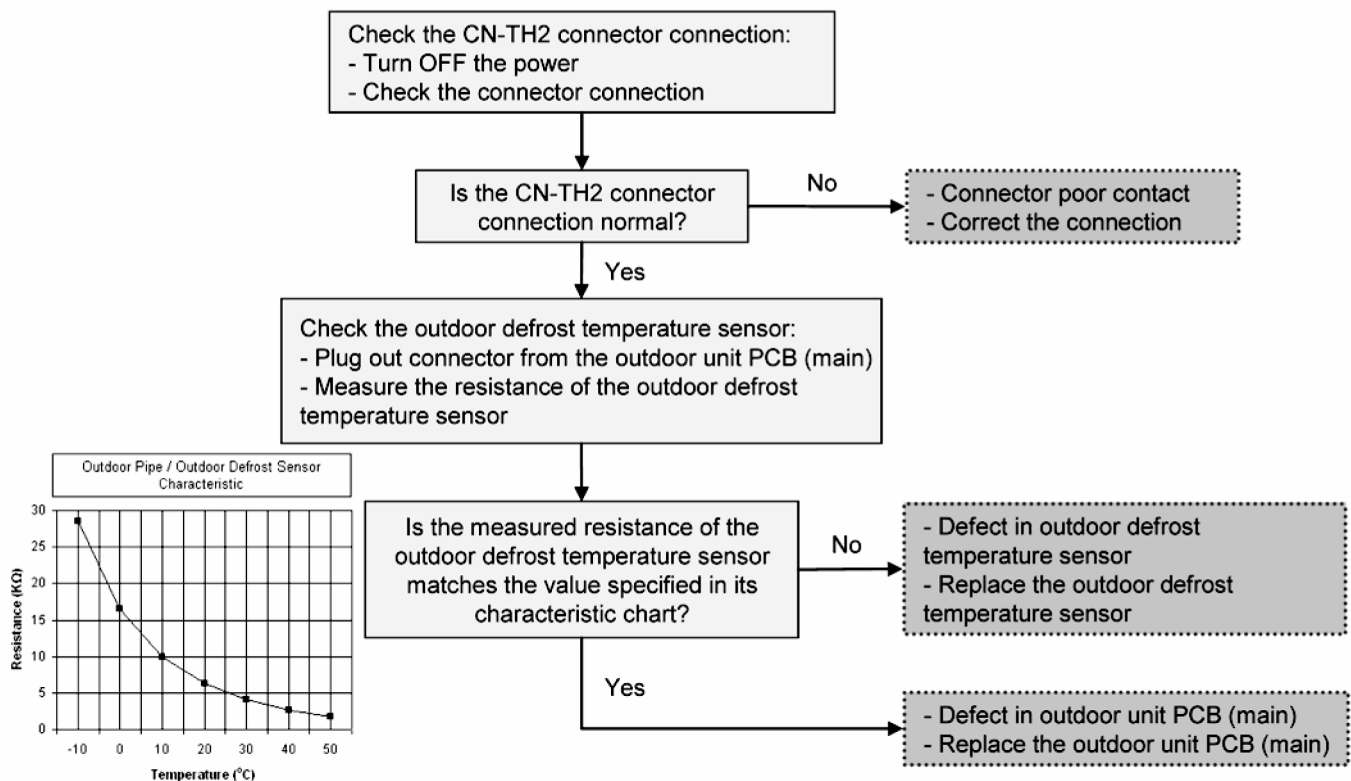 Check the CN-TH2 connector connection:
- Turn OFF the power
- Check the connector connection
Is the CN-TH2 connector
connection normal?
No
- Connector poor contact
- Correct the connection
Yes
Check the outdoor defrost temperature sensor:
- Plug out connector from the outdoor unit PCB (main)
- Measure the resistance of the outdoor defrost
temperature sensor
Outdoor Pipe / Outdoor Defrost Sensor
Characteristic
30
25
20
15
10
5
0
Resistance (KΩ)
-10 0 10 20 30 40 50
Temperature (°C)
Is the measured resistance of the
outdoor defrost temperature sensor
matches the value specified in its
characteristic chart?
No
- Defect in outdoor defrost
temperature sensor
- Replace the outdoor defrost
temperature sensor
Yes
- Defect in outdoor unit PCB (main)
- Replace the outdoor unit PCB (main)